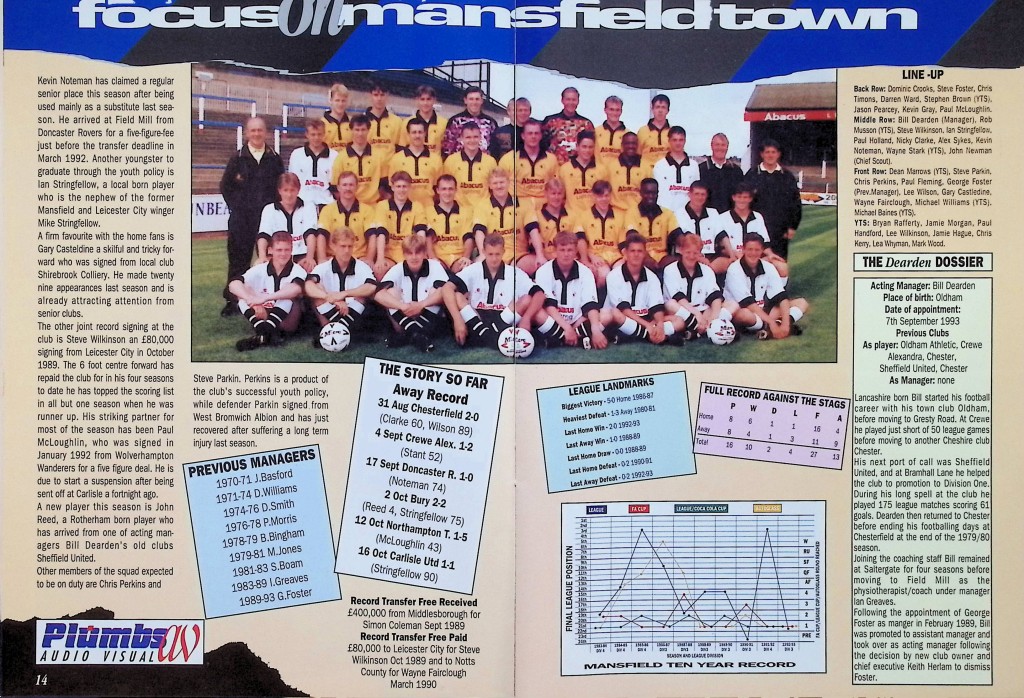 focus on mansfield town
Kevin Noteman has claimed a regular
senior place this season after being
used mainly as a substitute last sea-
son. He arrived at Field Mill from
Doncaster Rovers for a five-figure-fee
just before the transfer deadline in
March 1992. Another youngster to
graduate through the youth policy is
Ian Stringfellow, a local born player
who is the nephew of the former
Mansfield and Leicester City winger
Mike Stringfellow.
A firm favourite with the home fans is
Gary Casteldine a skilful and tricky for-
ward who was signed from local club
Shirebrook Colliery. He made twenty
nine appearances last season and is
already attracting attention from
senior clubs.
The other joint record signing at the
club is Steve Wilkinson an £80,000
signing from Leicester City in October
1989. The 6 foot centre forward has
repaid the club for in his four seasons
to date he has topped the scoring list
in all but one season when he was
runner up. His striking partner for
most of the season has been Paul
McLoughlin, who was signed in
January 1992 from Wolverhampton
Wanderers for a five figure deal. He is
due to start a suspension after being
sent off at Carlisle a fortnight ago.
A new player this season is John
Reed, a Rotherham born player who
has arrived from one of acting man-
agers Bill Dearden's old clubs
Sheffield United.
Other members of the squad expected
to be on duty are Chris Perkins and
Plumbs av
AUDIO VISUAL
14
Abacus
Steve Parkin. Perkins is a product of
the club's successful youth policy,
while defender Parkin signed from
West Bromwich Albion and has just
recovered after suffering a long term
injury last season.
PREVIOUS MANAGERS
1970-71 J.Basford
1971-74 D.Williams
1974-76 D.Smith
1976-78 P.Morris
1978-79 B.Bingham
1979-81 M.Jones
1981-83 S.Boam
1983-89 I.Greaves
1989-93 G.Foster
THE STORY SO FAR
Away Record
31 Aug Chesterfield 2-0
(Clarke 60, Wilson 89)
4 Sept Crewe Alex. 1-2
(Stant 52)
17 Sept Doncaster R. 1-0
(Noteman 74)
2 Oct Bury 2-2
(Reed 4, Stringfellow 75)
12 Oct Northampton T. 1-5
(McLoughlin 43)
16 Oct Carlisle Utd 1-1
(Stringfellow 90)
Record Transfer Free Received
£400,000 from Middlesborough for
Simon Coleman Sept 1989
Record Transfer Free Paid
£80,000 to Leicester City for Steve
Wilkinson Oct 1989 and to Notts
County for Wayne Fairclough
March 1990
LEAGUE LANDMARKS
Biggest Victory - 5-0 Home 1986-87
Heaviest Defeat - 1-3 Away 1980-81
Last Home Win - 2-0 1992-93
Last Away Win - 1-0 1988-89
Last Home Draw - 0-0 1988-89
Last Home Defeat - 0-2 1990-91
Last Away Defeat - 0-2 1992-93
FULL RECORD AGAINST THE STAGS
P W D L F A
Home 8 6 1 1 16 4
Away 8 4 1 3 11 9
Total 16 10 2 4 27 13
LEAGUE FA CUP LEAGUE/COCA COLA CUP
FINAL LEAGUE POSITION
SEASON AND LEAGUE DIVISION
MANSFIELD TEN YEAR RECORD
LINE -UP
Back Row: Dominic Crooks, Steve Foster, Chris
Timons, Darren Ward, Stephen Brown (YTS),
Jason Pearcey, Kevin Gray, Paul McLoughlin.
Middle Row: Bill Dearden (Manager), Rob
Musson (YTS), Steve Wilkinson, Ian Stringfellow,
Paul Holland, Nicky Clarke, Alex Sykes, Kevin
Noteman, Wayne Stark (YTS), John Newman
(Chief Scout).
Front Row: Dean Marrows (YTS), Steve Parkin,
Chris Perkins, Paul Fleming, George Foster
(Prev.Manager), Lee Wilson, Gary Castledine,
Wayne Fairclough, Michael Williams (YTS),
Michael Baines (YTS).
YTS: Bryan Rafferty, Jamie Morgan, Paul
Handford, Lee Wilkinson, Jamie Hague, Chris
Kerry, Lea Whyman, Mark Wood.
THE Dearden DOSSIER
Acting Manager: Bill Dearden
Place of birth: Oldham
Date of appointment:
7th September 1993
Previous Clubs
As player: Oldham Athletic, Crewe
Alexandra, Chester,
Sheffield United, Chester
As Manager: none
Lancashire born Bill started his football
career with his town club Oldham,
before moving to Gresty Road. At Crewe
he played just short of 50 league games
before moving to another Cheshire club
Chester.
His next port of call was Sheffield
United, and at Bramhall Lane he helped
the club to promotion to Division One.
During his long spell at the club he
played 175 league matches scoring 61
goals. Dearden then returned to Chester
before ending his footballing days at
Chesterfield at the end of the 1979/80
season.
Joining the coaching staff Bill remained
at Saltergate for four seasons before
moving to Field Mill as the
physiotherapist/coach under manager
Ian Greaves.
Following the appointment of George
Foster as manger in February 1989, Bill
was promoted to assistant manager and
took over as acting manager following
the decision by new club owner and
chief executive Keith Herlam to dismiss
Foster.